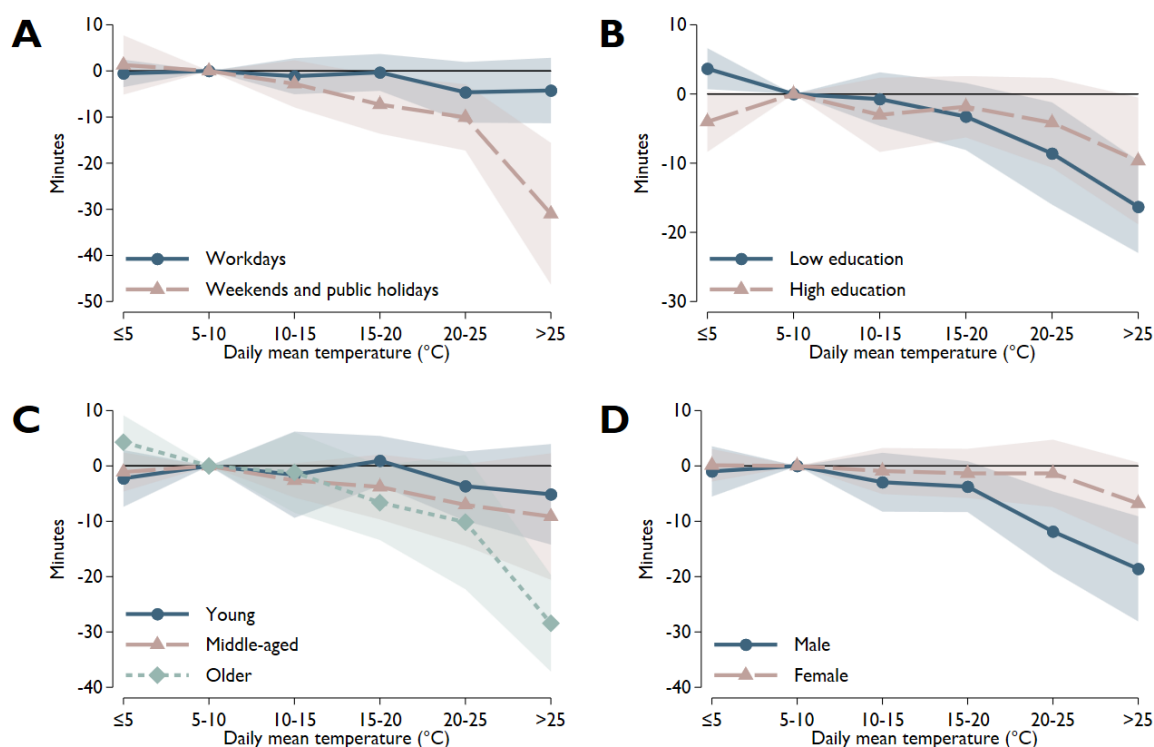 A
10
0
-10
-20
-30
-40
-50
Minutes
Workdays
Weekends and public holidays
≤5 5-10 10-15 15-20 20-25 >25
Daily mean temperature (°C)
B
10
0
-10
-20
-30
Minutes
Low education
High education
≤5 5-10 10-15 15-20 20-25 >25
Daily mean temperature (°C)
C
10
0
-10
-20
-30
-40
Minutes
Young
Middle-aged
Older
≤5 5-10 10-15 15-20 20-25 >25
Daily mean temperature (°C)
D
10
0
-10
-20
-30
-40
Minutes
Male
Female
≤5 5-10 10-15 15-20 20-25 >25
Daily mean temperature (°C)